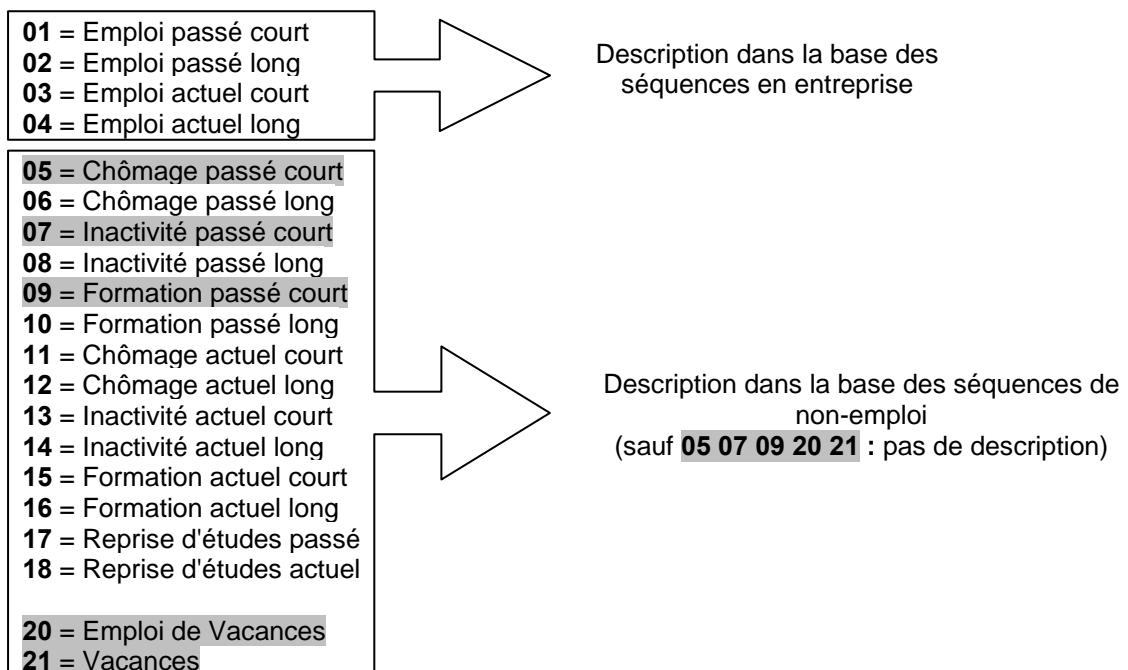 01 = Emploi passé court
02 = Emploi passé long
03 = Emploi actuel court
04 = Emploi actuel long
Description dans la base des
séquences en entreprise
05 = Chômage passé court
06 = Chômage passé long
07 = Inactivité passé court
08 = Inactivité passé long
09 = Formation passé court
10 = Formation passé long
11 = Chômage actuel court
12 = Chômage actuel long
13 = Inactivité actuel court
14 = Inactivité actuel long
15 = Formation actuel court
16 = Formation actuel long
17 = Reprise d'études passé
18 = Reprise d'études actuel
20 = Emploi de Vacances
21 = Vacances
Description dans la base des séquences de
non-emploi
(sauf 05 07 09 20 21 : pas de description)